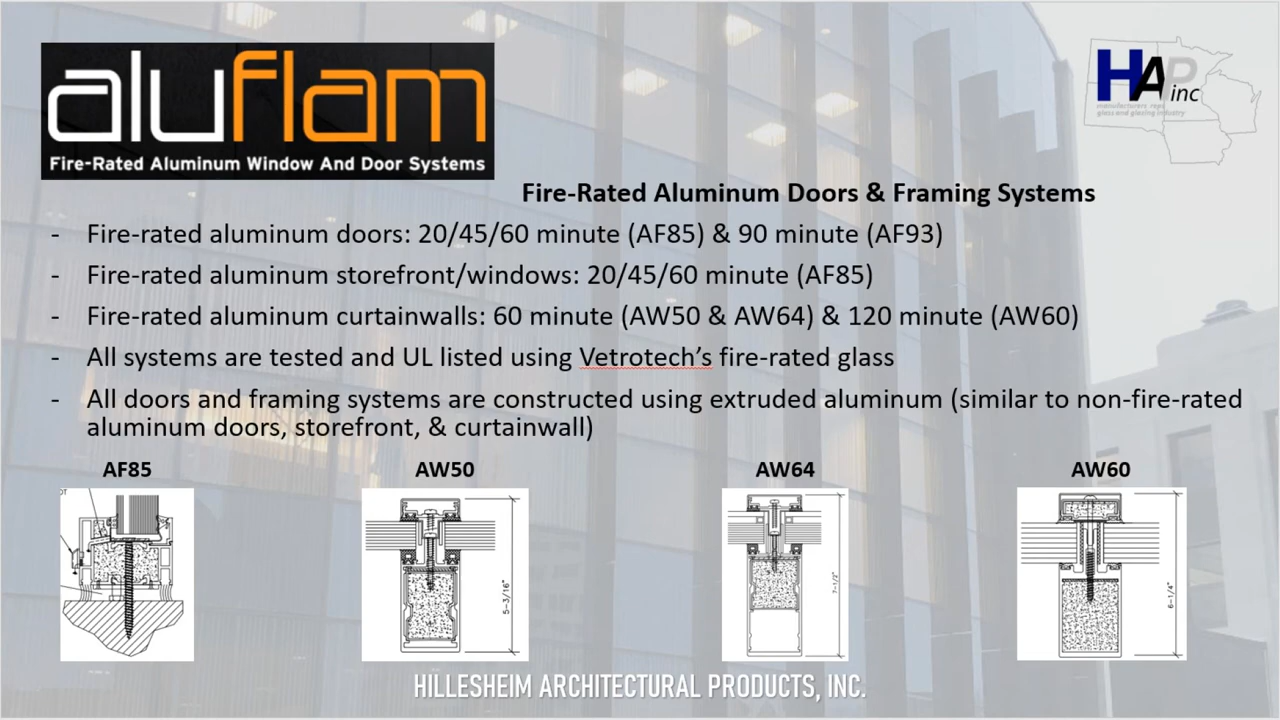 aluflam
Fire-Rated Aluminum Window And Door Systems
HAP inc
manufacturers reps
glass and glazing industry
Fire-Rated Aluminum Doors & Framing Systems
- Fire-rated aluminum doors: 20/45/60 minute (AF85) & 90 minute (AF93)
- Fire-rated aluminum storefront/windows: 20/45/60 minute (AF85)
- Fire-rated aluminum curtainwalls: 60 minute (AW50 & AW64) & 120 minute (AW60)
- All systems are tested and UL listed using Vetrotech’s fire-rated glass
- All doors and framing systems are constructed using extruded aluminum (similar to non-fire-rated
aluminum doors, storefront, & curtainwall)
AF85
AW50
AW64
AW60
OT
5-3/16"
7-1/2"
6-1/4"
HILLESHEIM ARCHITECTURAL PRODUCTS, INC.